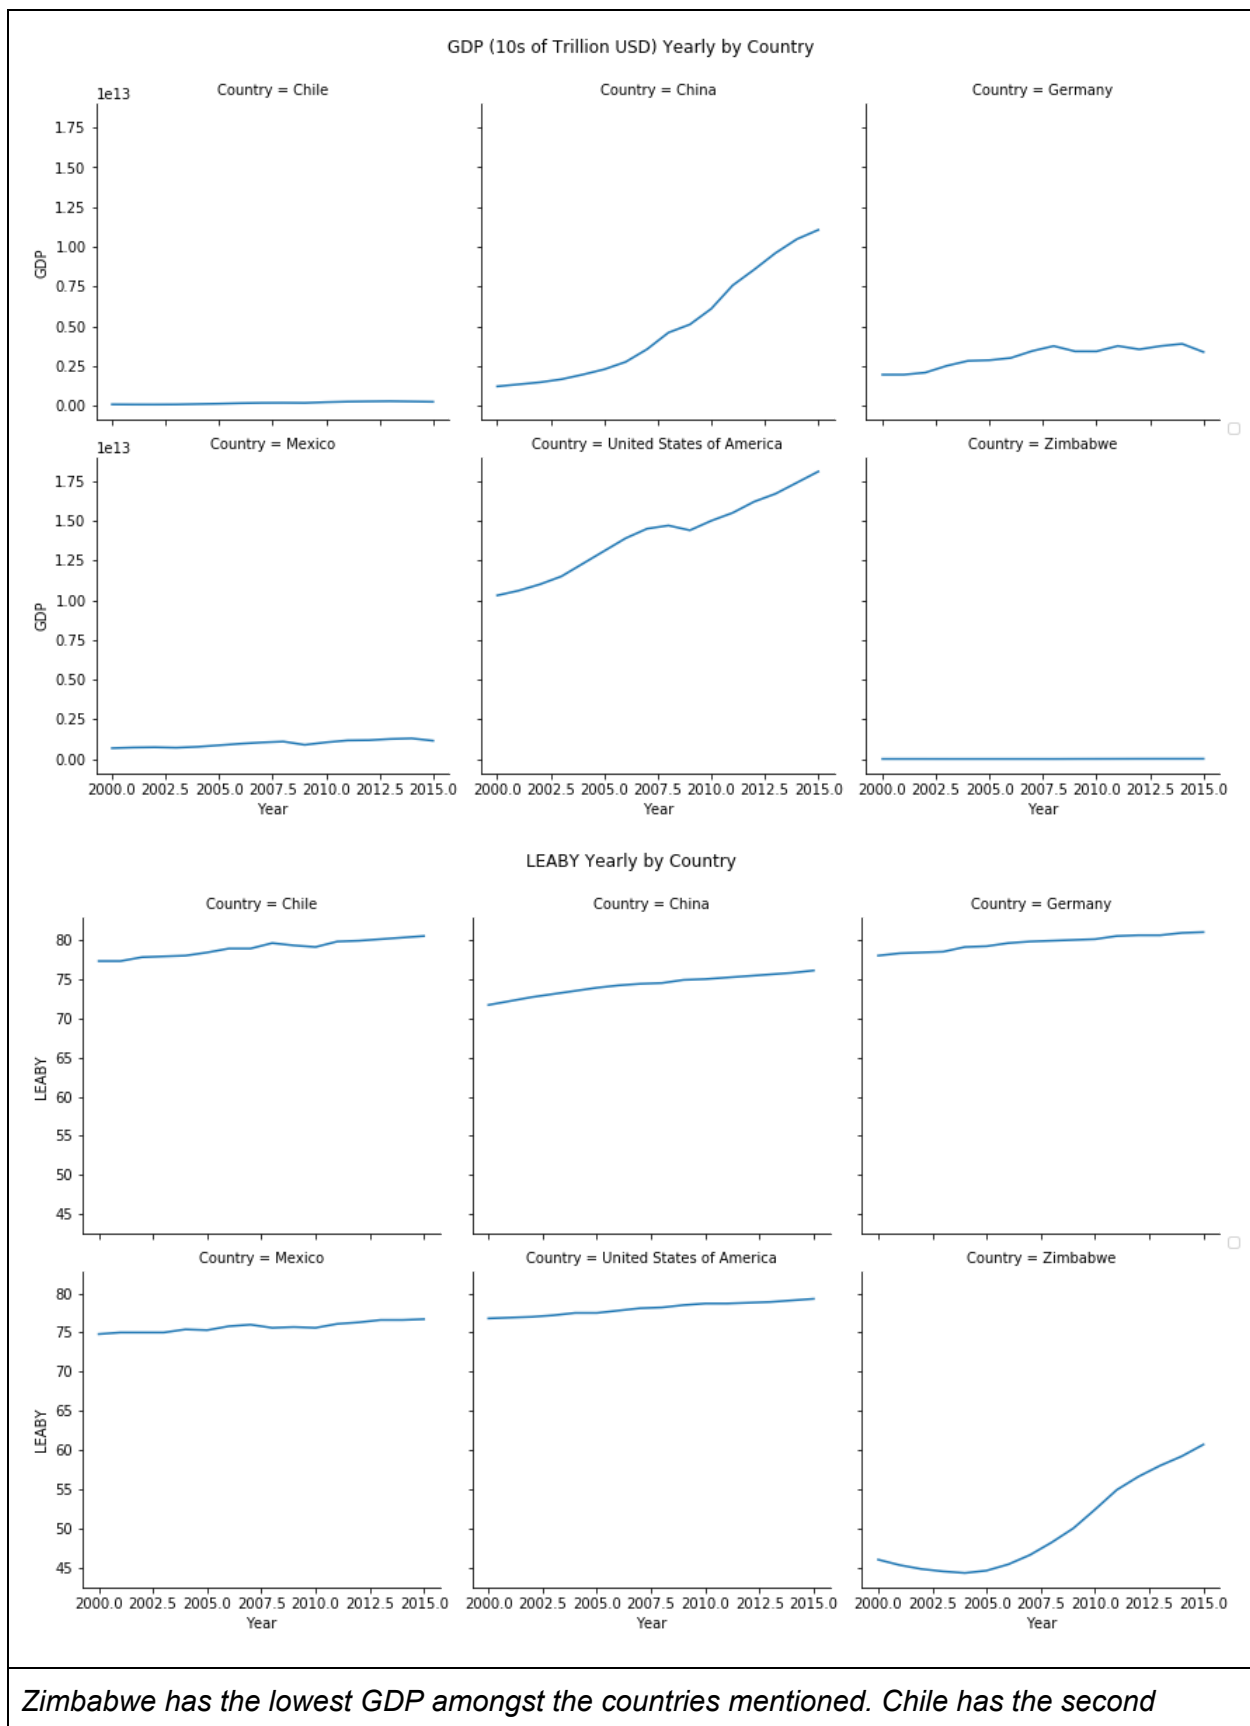 GDP (10s of Trillion USD) Yearly by Country
Country = Chile
Country = China
Country = Germany
1e13
1.75
1.50
1.25
1.00
0.75
0.50
0.25
0.00
GDP
Country = Mexico
Country = United States of America
Country = Zimbabwe
1e13
1.75
1.50
1.25
1.00
0.75
0.50
0.25
0.00
GDP
2000.0 2002.5 2005.0 2007.5 2010.0 2012.5 2015.0
2000.0 2002.5 2005.0 2007.5 2010.0 2012.5 2015.0
2000.0 2002.5 2005.0 2007.5 2010.0 2012.5 2015.0
Year
Year
Year
LEABY Yearly by Country
Country = Chile
Country = China
Country = Germany
80
75
70
65
60
55
50
45
LEABY
Country = Mexico
Country = United States of America
Country = Zimbabwe
80
75
70
65
60
55
50
45
LEABY
2000.0 2002.5 2005.0 2007.5 2010.0 2012.5 2015.0
2000.0 2002.5 2005.0 2007.5 2010.0 2012.5 2015.0
2000.0 2002.5 2005.0 2007.5 2010.0 2012.5 2015.0
Year
Year
Year
Zimbabwe has the lowest GDP amongst the countries mentioned. Chile has the second